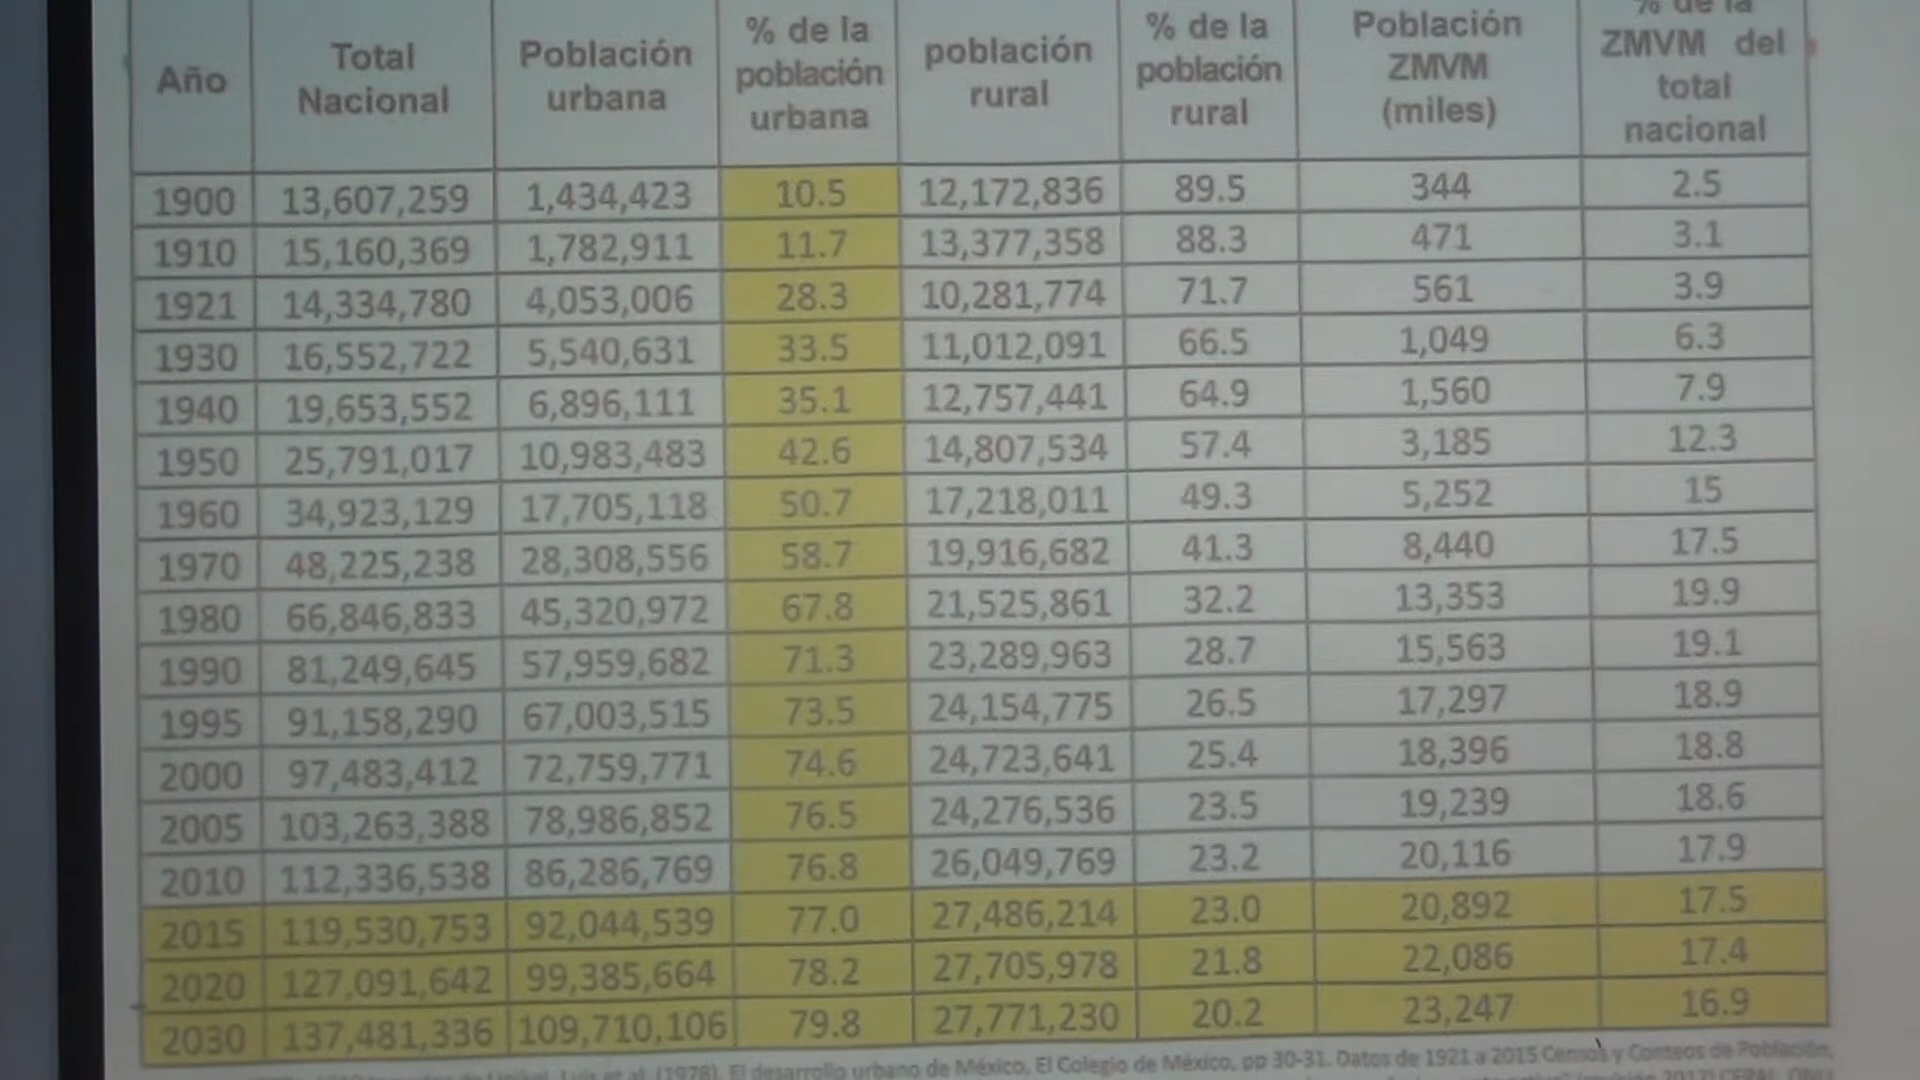 Año | Total Nacional | Población urbana | % de la población urbana | población rural | % de la población rural | Población ZMVM (miles) | % de la ZMVM del total nacional
1900 | 13,607,259 | 1,434,423 | 10.5 | 12,172,836 | 89.5 | 344 | 2.5
1910 | 15,160,369 | 1,782,911 | 11.7 | 13,377,358 | 88.3 | 471 | 3.1
1921 | 14,334,780 | 4,053,006 | 28.3 | 10,281,774 | 71.7 | 561 | 3.9
1930 | 16,552,722 | 5,540,631 | 33.5 | 11,012,091 | 66.5 | 1,049 | 6.3
1940 | 19,653,552 | 6,896,111 | 35.1 | 12,757,441 | 64.9 | 1,560 | 7.9
1950 | 25,791,017 | 10,983,483 | 42.6 | 14,807,534 | 57.4 | 3,185 | 12.3
1960 | 34,923,129 | 17,705,118 | 50.7 | 17,218,011 | 49.3 | 5,252 | 15
1970 | 48,225,238 | 28,308,556 | 58.7 | 19,916,682 | 41.3 | 8,440 | 17.5
1980 | 66,846,833 | 45,320,972 | 67.8 | 21,525,861 | 32.2 | 13,353 | 19.9
1990 | 81,249,645 | 57,959,682 | 71.3 | 23,289,963 | 28.7 | 15,563 | 19.1
1995 | 91,158,290 | 67,003,515 | 73.5 | 24,154,775 | 26.5 | 17,297 | 18.9
2000 | 97,483,412 | 72,759,771 | 74.6 | 24,723,641 | 25.4 | 18,396 | 18.8
2005 | 103,263,388 | 78,986,852 | 76.5 | 24,276,536 | 23.5 | 19,239 | 18.6
2010 | 112,336,538 | 86,286,769 | 76.8 | 26,049,769 | 23.2 | 20,116 | 17.9
2015 | 119,530,753 | 92,044,539 | 77.0 | 27,486,214 | 23.0 | 20,892 | 17.5
2020 | 127,091,642 | 99,385,664 | 78.2 | 27,705,978 | 21.8 | 22,086 | 17.4
2030 | 137,481,336 | 109,710,106 | 79.8 | 27,771,230 | 20.2 | 23,247 | 16.9
Unikel, Luis et al. (1978). El desarrollo urbano de México, El Colegio de México, pp 30-31. Datos de 1921 a 2015 Censos y Conteos de Población,